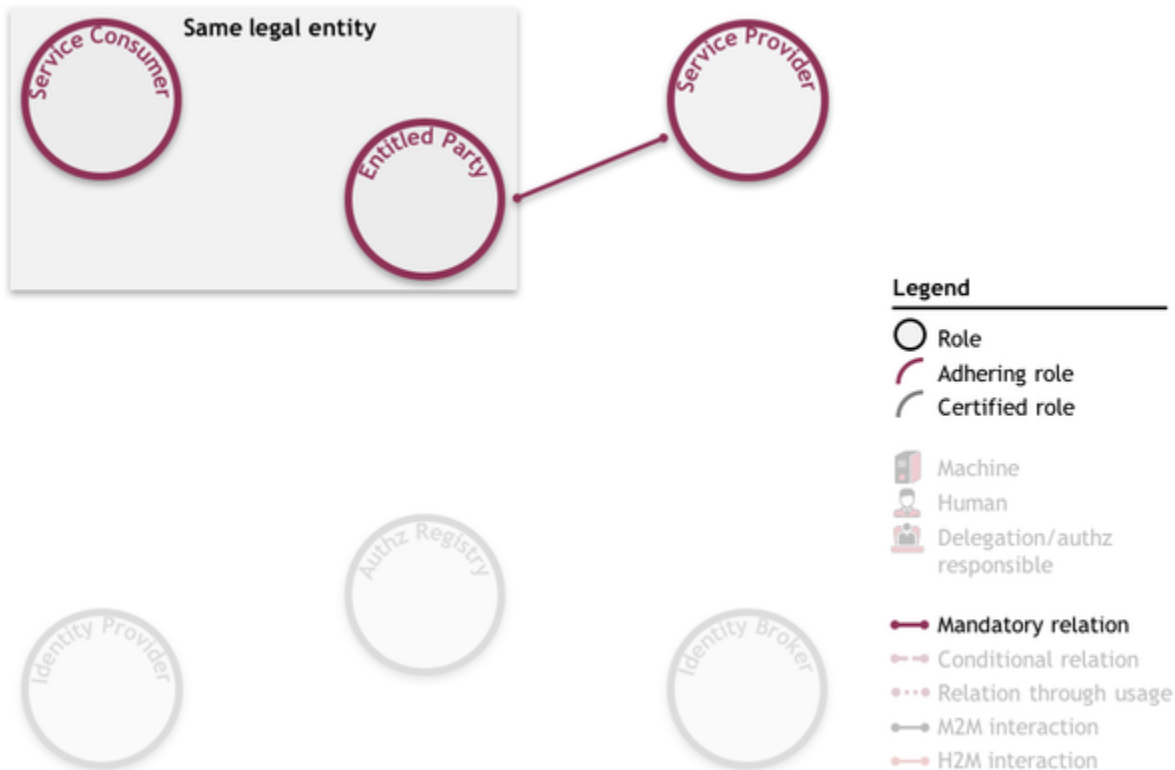 Same legal entity
Service Consumer
Entitled Party
Service Provider
Legend
Role
Adhering role
Certified role
Machine
Human
Delegation/authz
responsible
Mandatory relation
Conditional relation
Relation through usage
M2M interaction
H2M interaction
Authz Registry
Identity Provider
Identity Broker